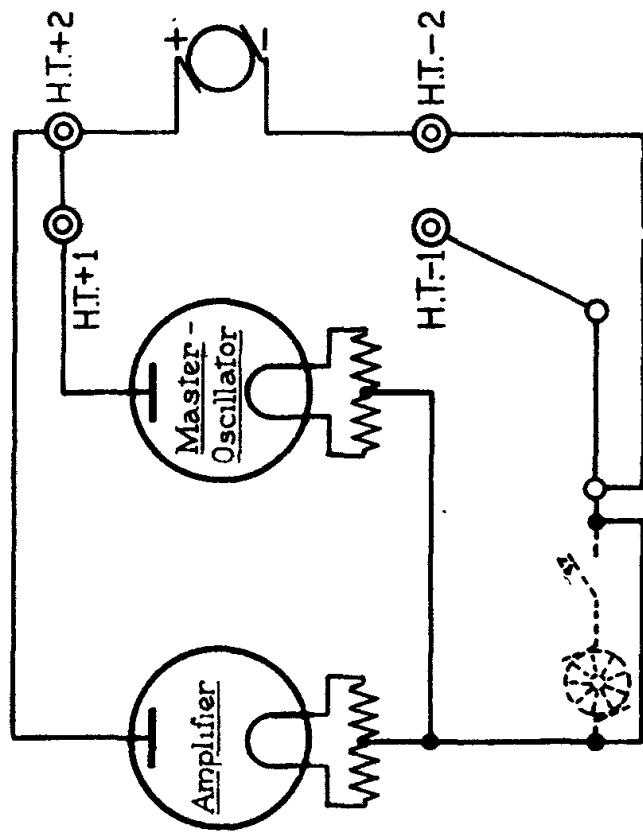 H.T.+2
+
−
H.T.−2
H.T.+1
H.T.−1
Master-
Oscillator
Amplifier